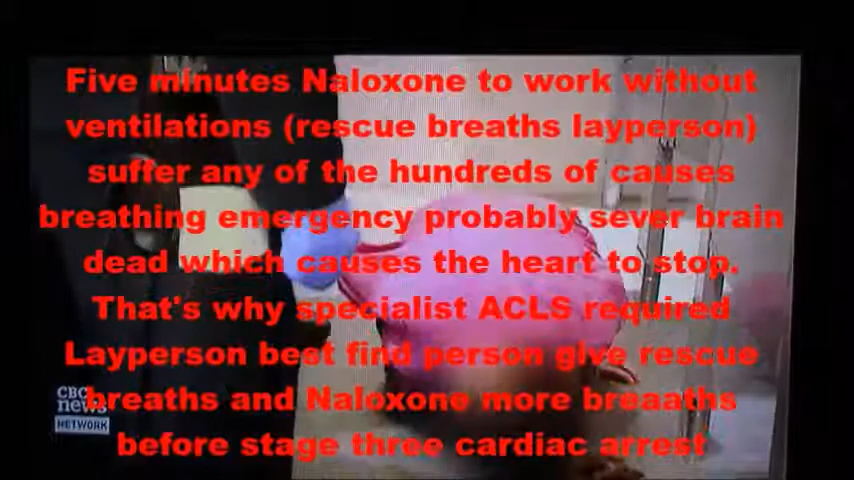 Five minutes Naloxone to work without
ventilations (rescue breaths layperson)
suffer any of the hundreds of causes
breathing emergency probably sever brain
dead which causes the heart to stop.
That's why specialist ACLS required
Layperson best find person give rescue
breaths and Naloxone more breaaths
before stage three cardiac arrest
CBC
news
NETWORK